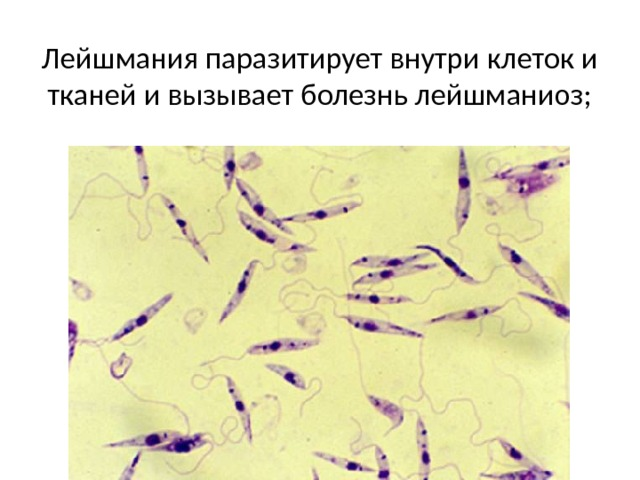 Лейшмания паразитирует внутри клеток и
тканей и вызывает болезнь лейшманиоз;